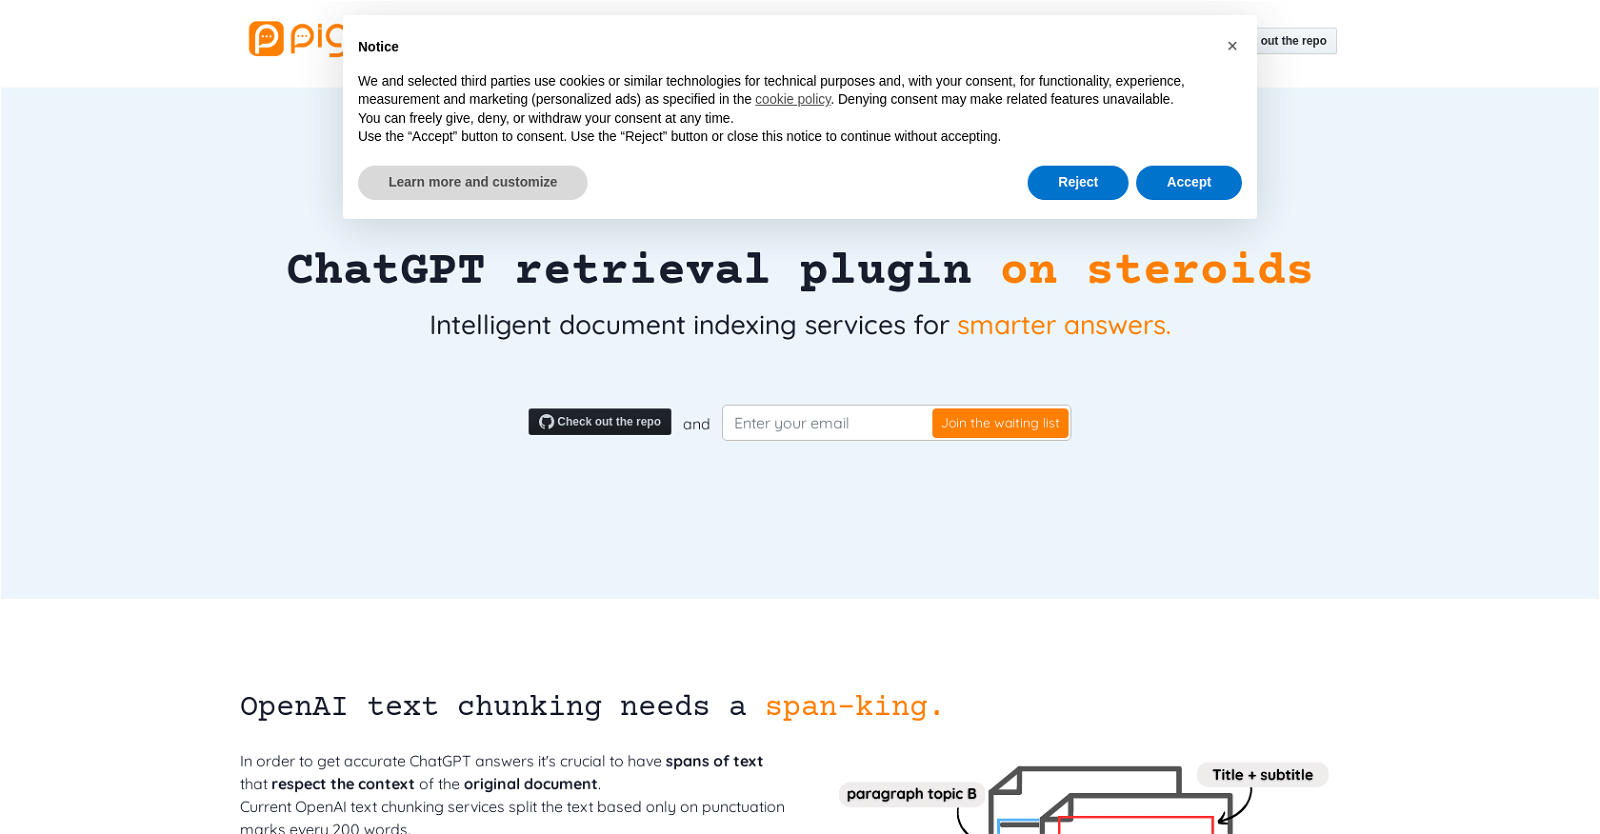 pig
out the repo
Notice
×
We and selected third parties use cookies or similar technologies for technical purposes and, with your consent, for functionality, experience,
measurement and marketing (personalized ads) as specified in the cookie policy. Denying consent may make related features unavailable.
You can freely give, deny, or withdraw your consent at any time.
Use the “Accept” button to consent. Use the “Reject” button or close this notice to continue without accepting.
Learn more and customize
Reject
Accept
ChatGPT retrieval plugin on steroids
Intelligent document indexing services for smarter answers.
Check out the repo and Enter your email Join the waiting list
OpenAI text chunking needs a span-king.
In order to get accurate ChatGPT answers it's crucial to have spans of text
that respect the context of the original document.
Current OpenAI text chunking services split the text based only on punctuation
marks every 200 words.
paragraph topic B
Title + subtitle